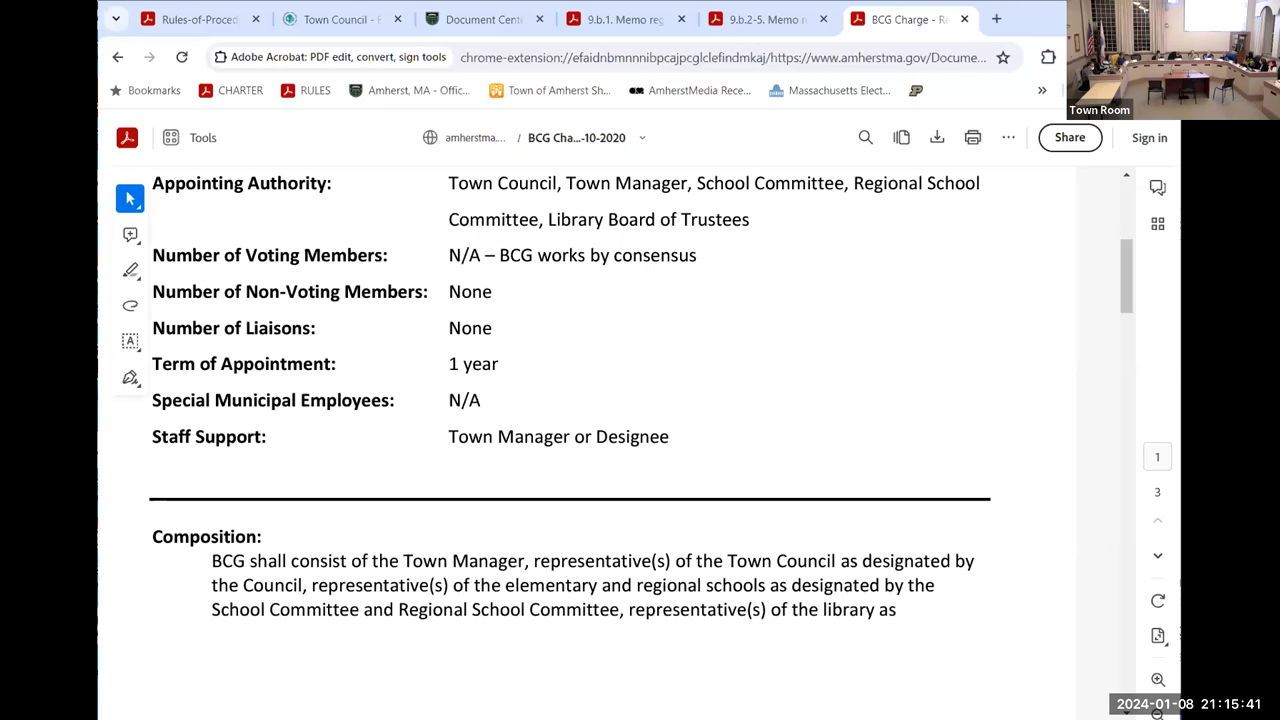 Rules-of-Proced
Town Council - E
Document Cent
9.b.1. Memo reg
9.b.2-5. Memo r
BCG Charge - Re
Adobe Acrobat: PDF edit, convert, sign tools
chrome-extension://efaidnbmnnnibpcajpcglclefindmkaj/https://www.amherstma.gov/Docume...
Bookmarks
CHARTER
RULES
Amherst, MA - Offic...
Town of Amherst Sh...
AmherstMedia Rece...
Massachusetts Elect...
»
Town Room
Tools
amherstma....
/ BCG Cha...-10-2020
Share
Sign in
Appointing Authority: Town Council, Town Manager, School Committee, Regional School
Committee, Library Board of Trustees
Number of Voting Members: N/A – BCG works by consensus
Number of Non-Voting Members: None
Number of Liaisons: None
Term of Appointment: 1 year
Special Municipal Employees: N/A
Staff Support: Town Manager or Designee
1
3
Composition:
BCG shall consist of the Town Manager, representative(s) of the Town Council as designated by
the Council, representative(s) of the elementary and regional schools as designated by the
School Committee and Regional School Committee, representative(s) of the library as
2024-01-08 21:15:41